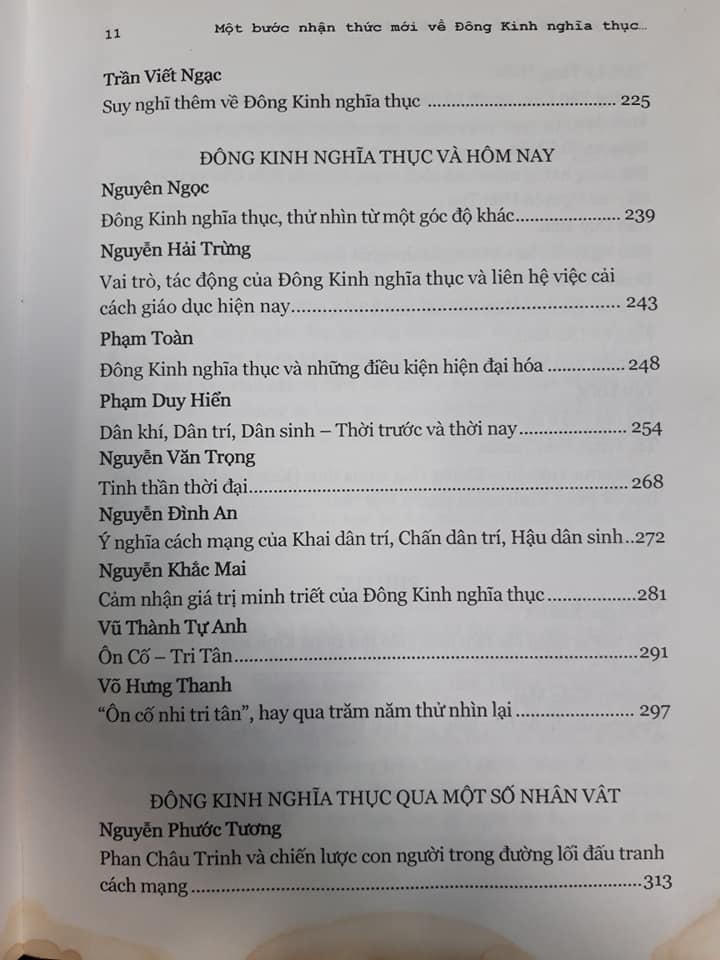 11 Một bước nhận thức mới về Đông Kinh nghĩa thục…
Trần Viết Ngạc
Suy nghĩ thêm về Đông Kinh nghĩa thục ........................................ 225
ĐÔNG KINH NGHĨA THỤC VÀ HÔM NAY
Nguyên Ngọc
Đông Kinh nghĩa thục, thử nhìn từ một góc độ khác..................... 239
Nguyễn Hải Trừng
Vai trò, tác động của Đông Kinh nghĩa thục và liên hệ việc cải
cách giáo dục hiện nay.................................................................. 243
Phạm Toàn
Đông Kinh nghĩa thục và những điều kiện hiện đại hóa ................ 248
Phạm Duy Hiển
Dân khí, Dân trí, Dân sinh – Thời trước và thời nay...................... 254
Nguyễn Văn Trọng
Tinh thần thời đại........................................................................... 268
Nguyễn Đình An
Ý nghĩa cách mạng của Khai dân trí, Chấn dân trí, Hậu dân sinh..272
Nguyễn Khắc Mai
Cảm nhận giá trị minh triết của Đông Kinh nghĩa thục.................281
Vũ Thành Tự Anh
Ôn Cố – Tri Tân..............................................................................291
Võ Hưng Thanh
“Ôn cố nhi tri tân”, hay qua trăm năm thử nhìn lại ....................... 297
ĐÔNG KINH NGHĨA THỤC QUA MỘT SỐ NHÂN VÂT
Nguyễn Phước Tương
Phan Châu Trinh và chiến lược con người trong đường lối đấu tranh
cách mạng.......................................................................................313